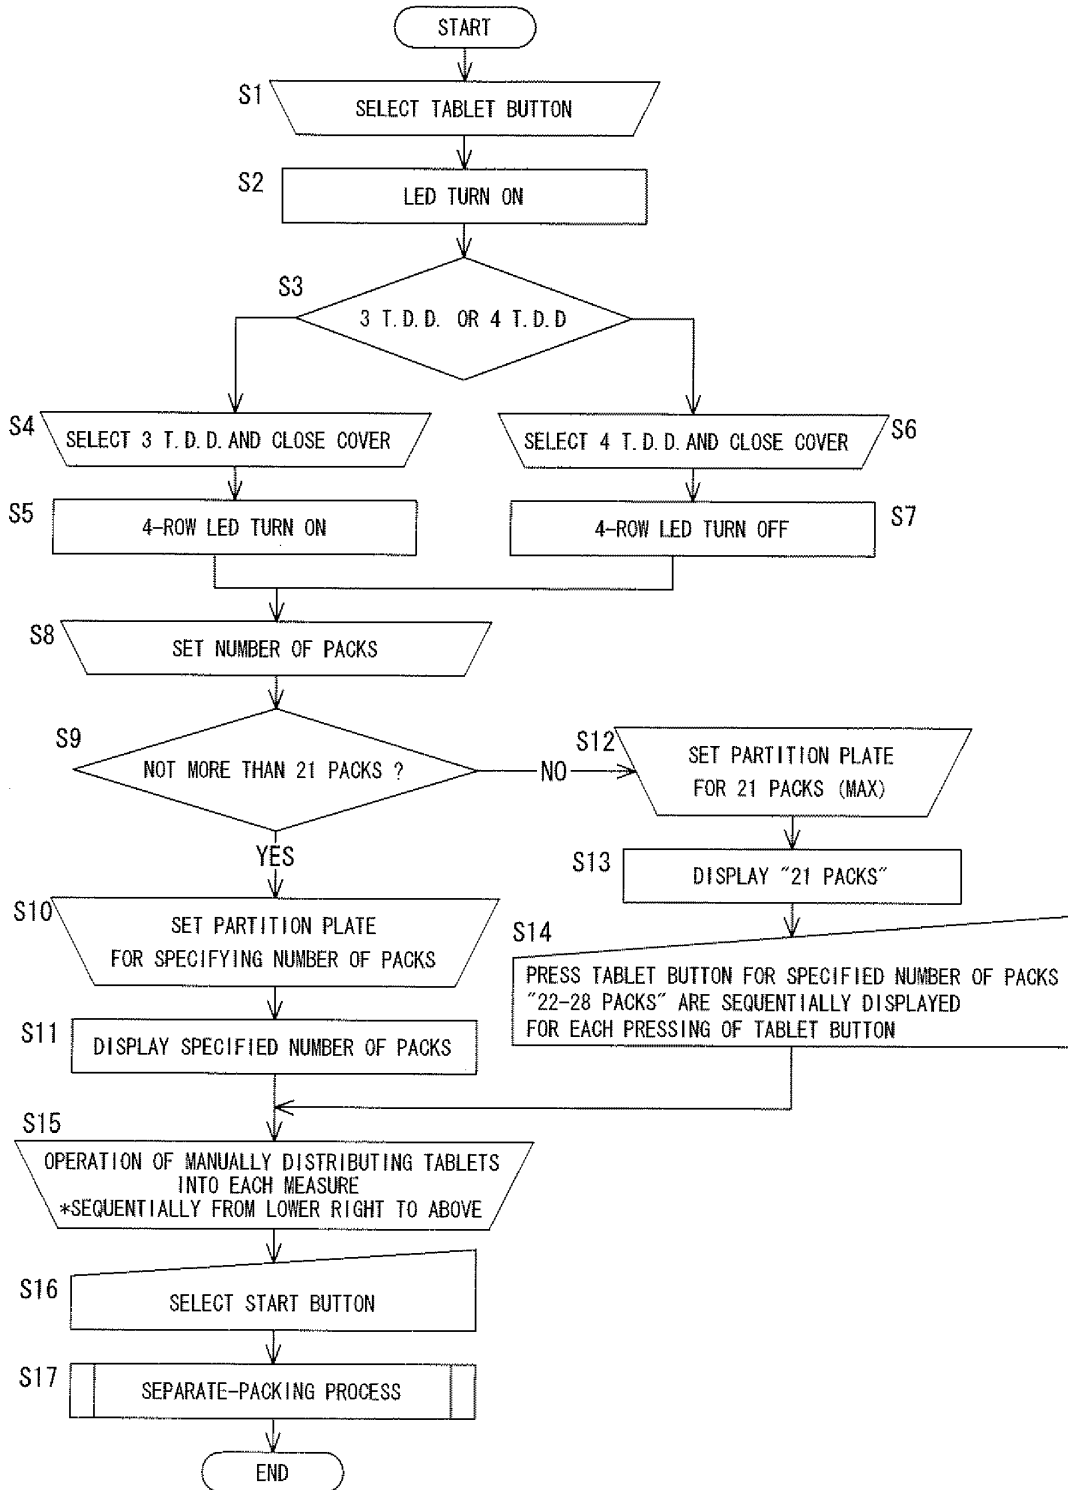 START
S1
SELECT TABLET BUTTON
S2
LED TURN ON
S3
3 T.D.D. OR 4 T.D.D
S4
SELECT 3 T.D.D.AND CLOSE COVER
SELECT 4 T.D.D.AND CLOSE COVER
S6
S5
4-ROW LED TURN ON
4-ROW LED TURN OFF
S7
S8
SET NUMBER OF PACKS
S9
NOT MORE THAN 21 PACKS ?
NO
YES
S12
SET PARTITION PLATE
FOR 21 PACKS (MAX)
S13
DISPLAY "21 PACKS"
S10
SET PARTITION PLATE
FOR SPECIFYING NUMBER OF PACKS
S14
PRESS TABLET BUTTON FOR SPECIFIED NUMBER OF PACKS
"22-28 PACKS" ARE SEQUENTIALLY DISPLAYED
FOR EACH PRESSING OF TABLET BUTTON
S11
DISPLAY SPECIFIED NUMBER OF PACKS
S15
OPERATION OF MANUALLY DISTRIBUTING TABLETS
INTO EACH MEASURE
*SEQUENTIALLY FROM LOWER RIGHT TO ABOVE
S16
SELECT START BUTTON
S17
SEPARATE-PACKING PROCESS
END